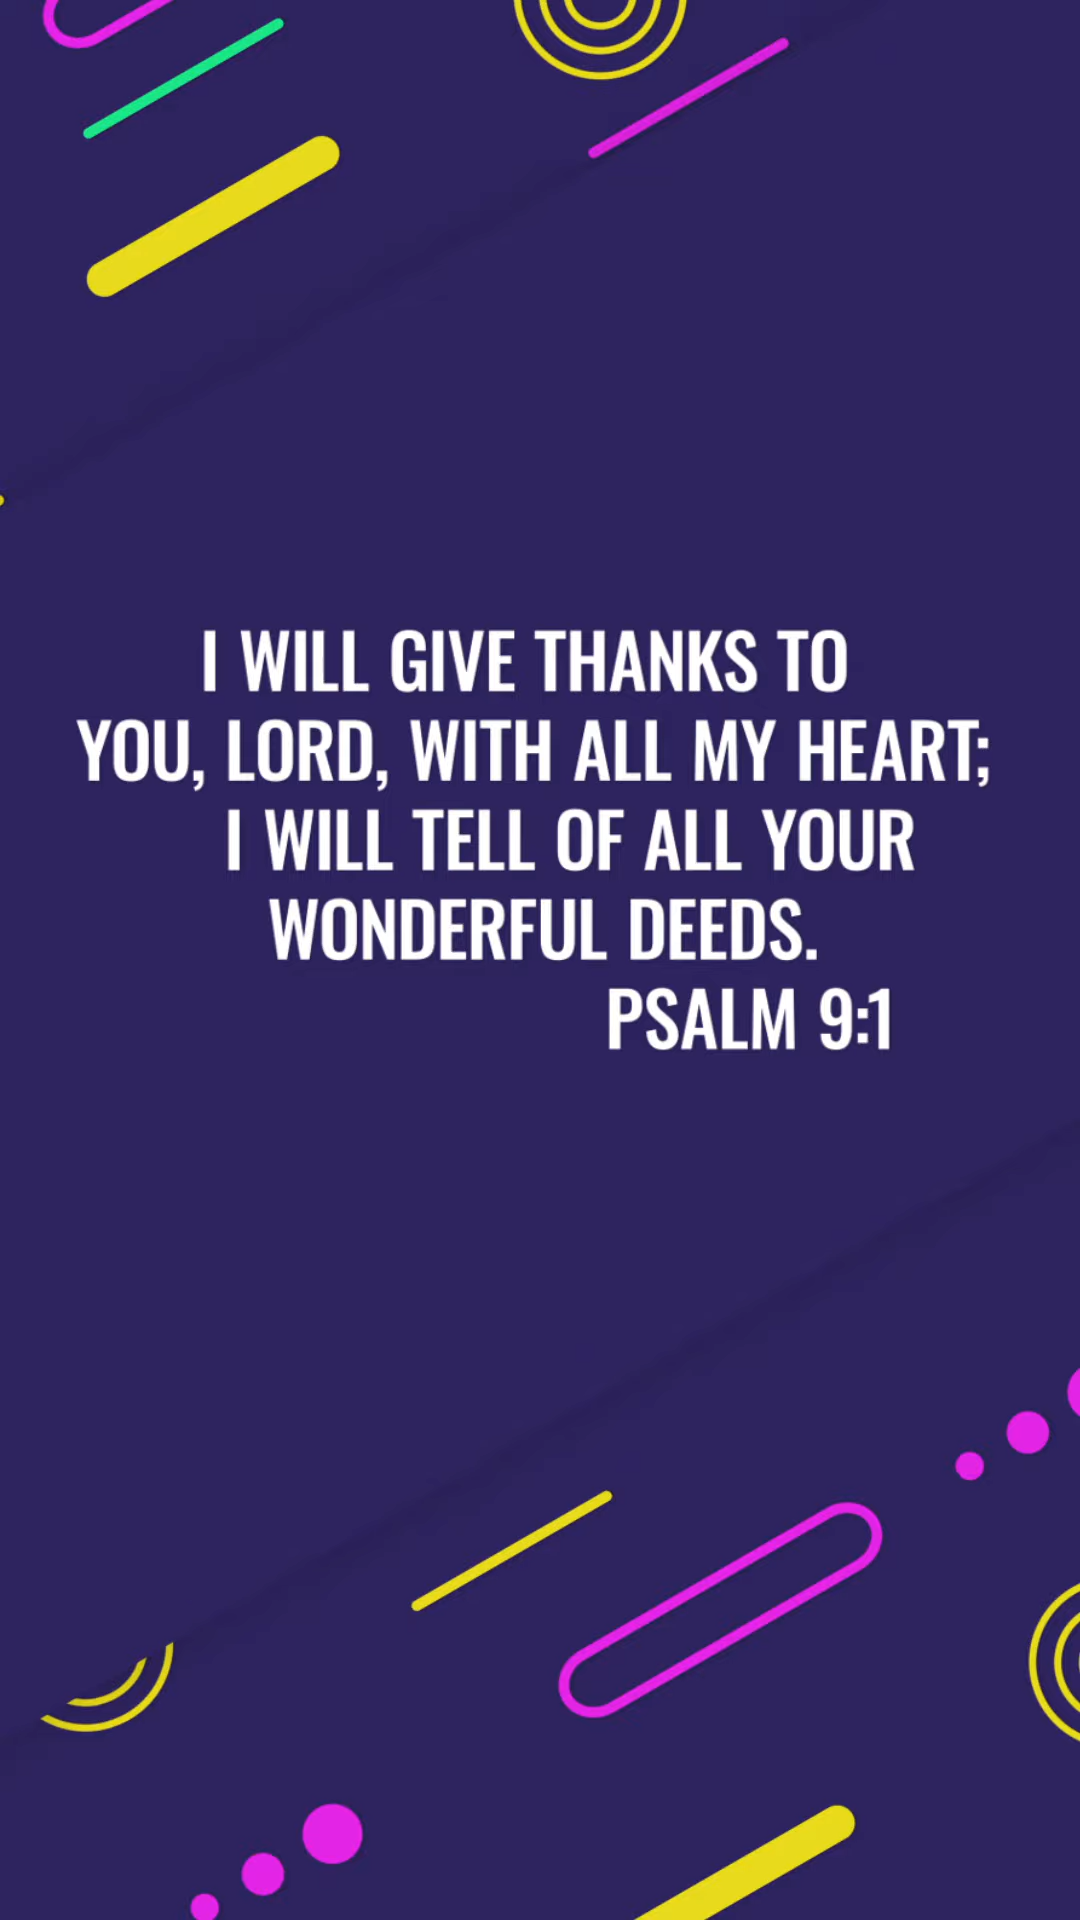 I WILL GIVE THANKS TO
YOU, LORD, WITH ALL MY HEART;
I WILL TELL OF ALL YOUR
WONDERFUL DEEDS.
PSALM 9:1